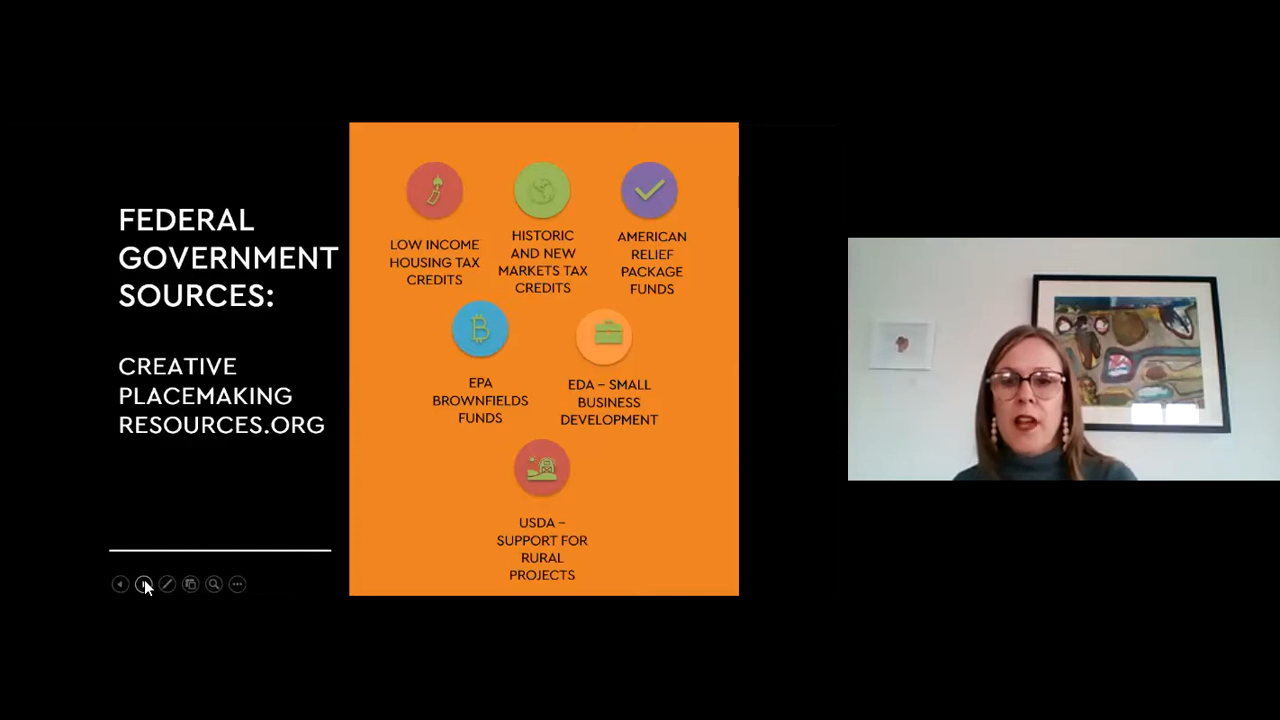 FEDERAL
GOVERNMENT
SOURCES:
CREATIVE
PLACEMAKING
RESOURCES.ORG
LOW INCOME
HOUSING TAX
CREDITS
HISTORIC
AND NEW
MARKETS TAX
CREDITS
AMERICAN
RELIEF
PACKAGE
FUNDS
EPA
BROWNFIELDS
FUNDS
EDA – SMALL
BUSINESS
DEVELOPMENT
USDA –
SUPPORT FOR
RURAL
PROJECTS